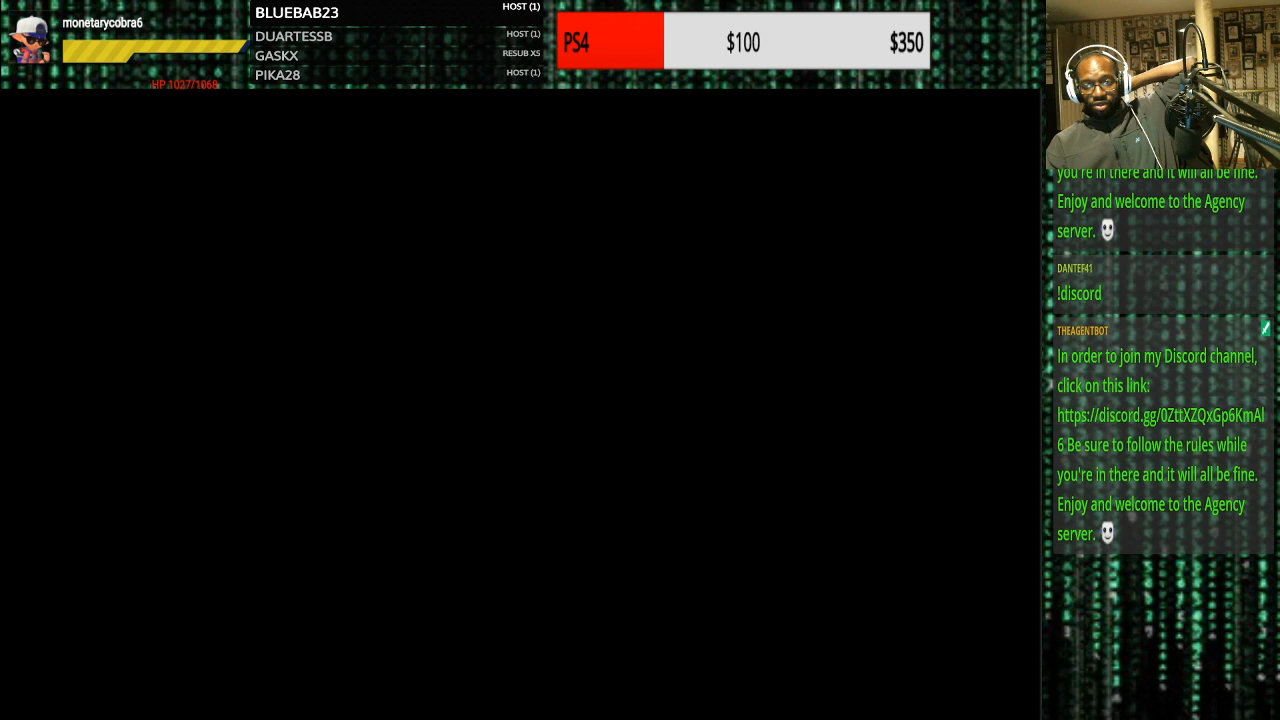 monetarycobra6
HP 1027/1068
BLUEBAB23 HOST (1)
DUARTESSB HOST (1)
GASKX RESUB X5
PIKA28 HOST (1)
PS4 $100 $350
you're in there and it will all be fine.
Enjoy and welcome to the Agency
server.
DANTEF41
!discord
THEAGENTBOT
In order to join my Discord channel,
click on this link:
https://discord.gg/0ZttXZQxGp6KmAl
6 Be sure to follow the rules while
you're in there and it will all be fine.
Enjoy and welcome to the Agency
server.